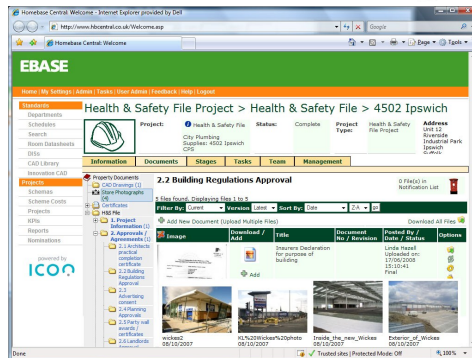 Homebase Central: Welcome - Internet Explorer provided by Dell
http://www.hbcentral.co.uk/Welcome.asp
Google
Homebase Central: Welcome
Page
Tools
EBASE
Home | My Settings | Admin | Tasks | User Admin | Feedback | Help | Logout
Standards
Departments
Schedules
Search
Room Datasheets
DISs
CAD Library
Innovation CAD
Projects
Schemas
Scheme Costs
Projects
KPIs
Reports
Nominations
powered by
ICON
Health & Safety File Project > Health & Safety File > 4502 Ipswich
Project:
Health & Safety File
City Plumbing Supplies: 4502 Ipswich CPS
Status:
Complete
Project Type:
Health & Safety File Project
Address
Unit 12
Riverside
Industrial Park
Ipswich
Suffolk
Information
Documents
Stages
Tasks
Team
Management
Property Documents
CAD Drawings (1)
Store Photographs (4)
Certificates
H&S File
1. Project Information (1)
2. Approvals / Agreements (1)
2.1 Architects practical completion certificate
2.2 Building Regulations Approval
2.3 Advertising consent
2.4 Planning Approvals
2.5 Party wall awards / certificates
2.6 Landlords
2.2 Building Regulations Approval
0 File(s) in Notification List
5 files found. Displaying files 1 to 5
Filter By: Current Version Latest Sort By: Date Z-A go
Add New Document (Upload Multiple Files)
Download All Files
Image
Download / Add
Title
Document No / Revision
Posted By / Date / Status
Options
Add
Insurers Declaration for purpose of building
Linda Hazell
Uploaded on:
17/06/2008
15:10:41
Final
wickes2
08/10/2007
KL%20Wickes%20photo
08/10/2007
Inside_the_new_Wickes
08/10/2007
Exterior_of_Wickes
08/10/2007
Done
Trusted sites | Protected Mode: Off
100%